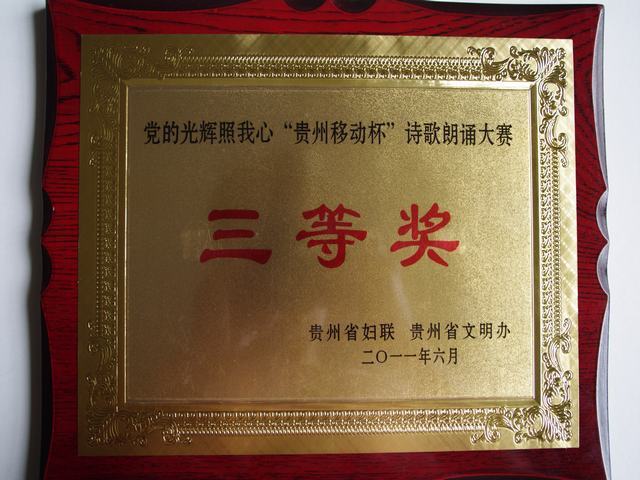 党的光辉照我心“贵州移动杯”诗歌朗诵大赛
三等奖
贵州省妇联 贵州省文明办
二〇一一年六月